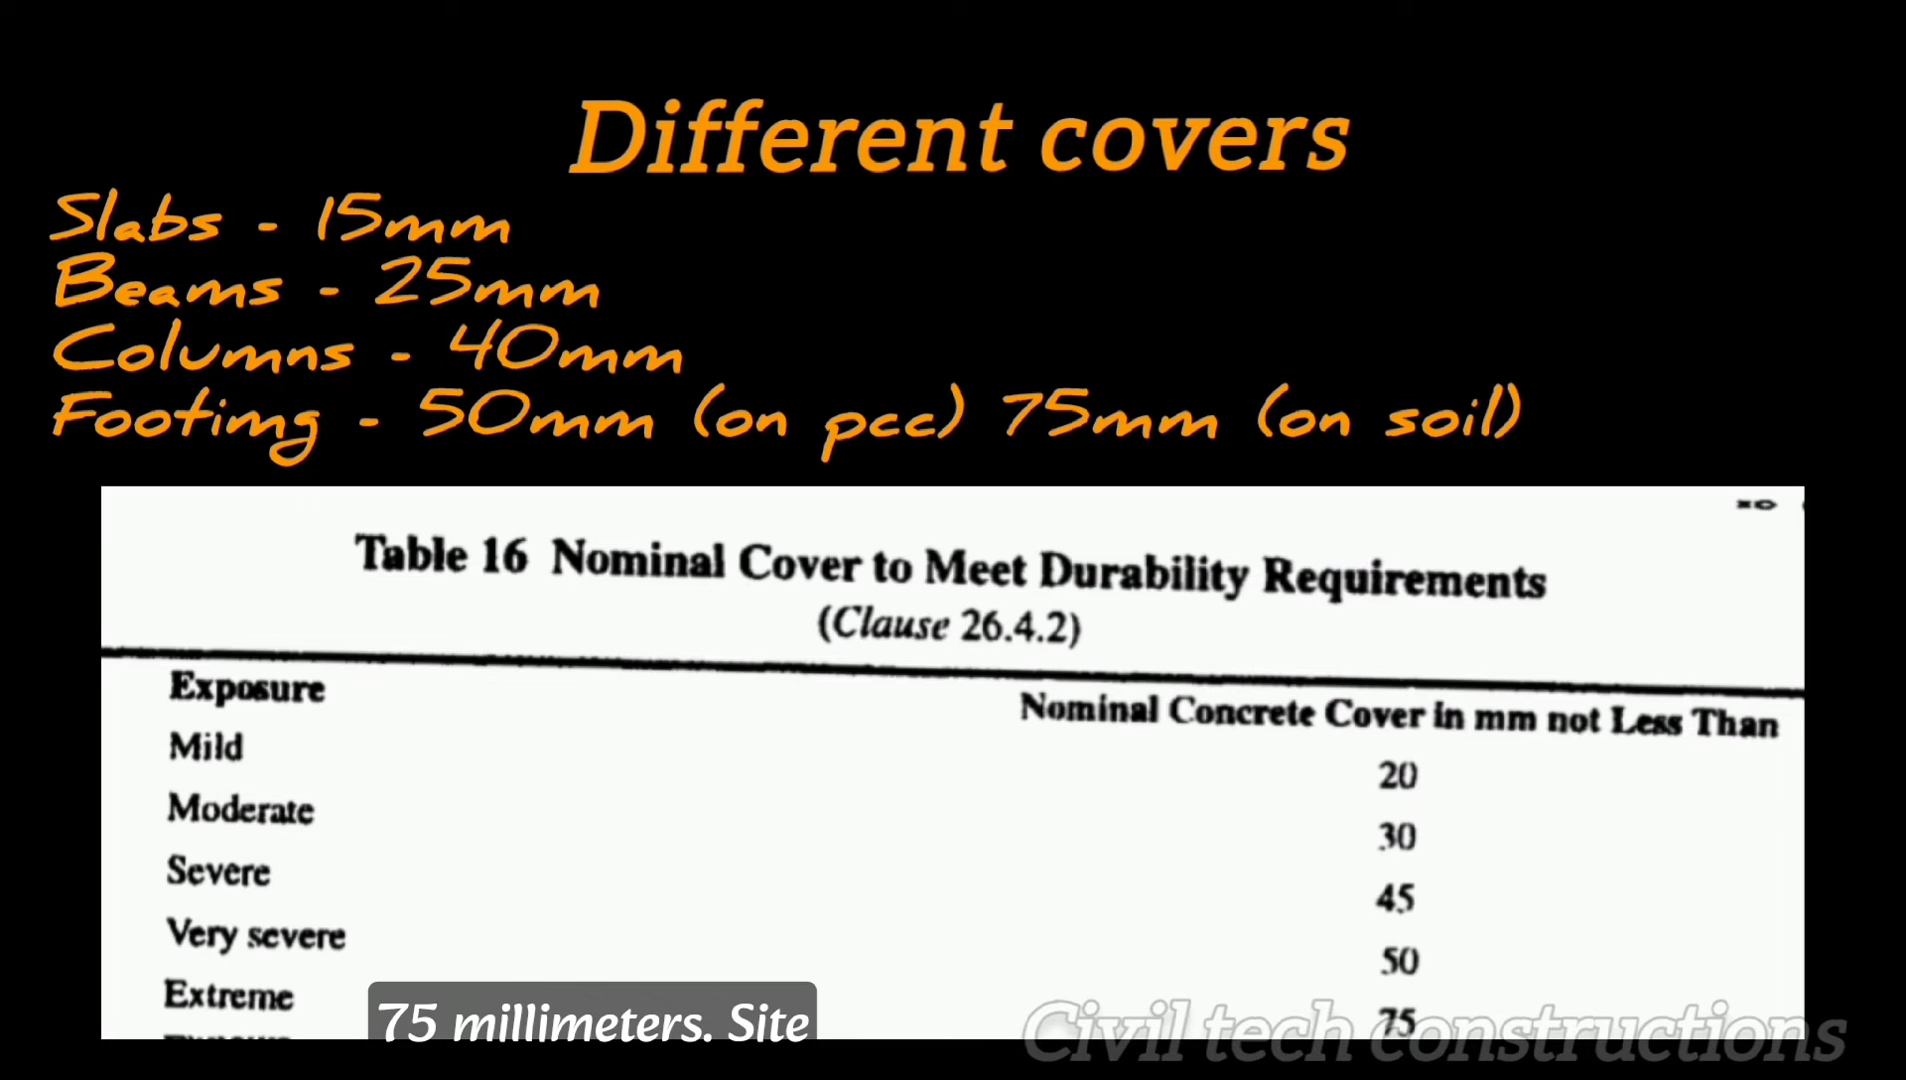 Different covers
Slabs - 15mm
Beams - 25mm
Columns - 40mm
Footimg - 50mm (on pcc) 75mm (on soil)
Table 16 Nominal Cover to Meet Durability Requirements
(Clause 26.4.2)
Exposure Nominal Concrete Cover in mm not Less Than
Mild 20
Moderate 30
Severe 45
Very severe 50
Extreme 75
75 millimeters. Site
Civil tech constructions